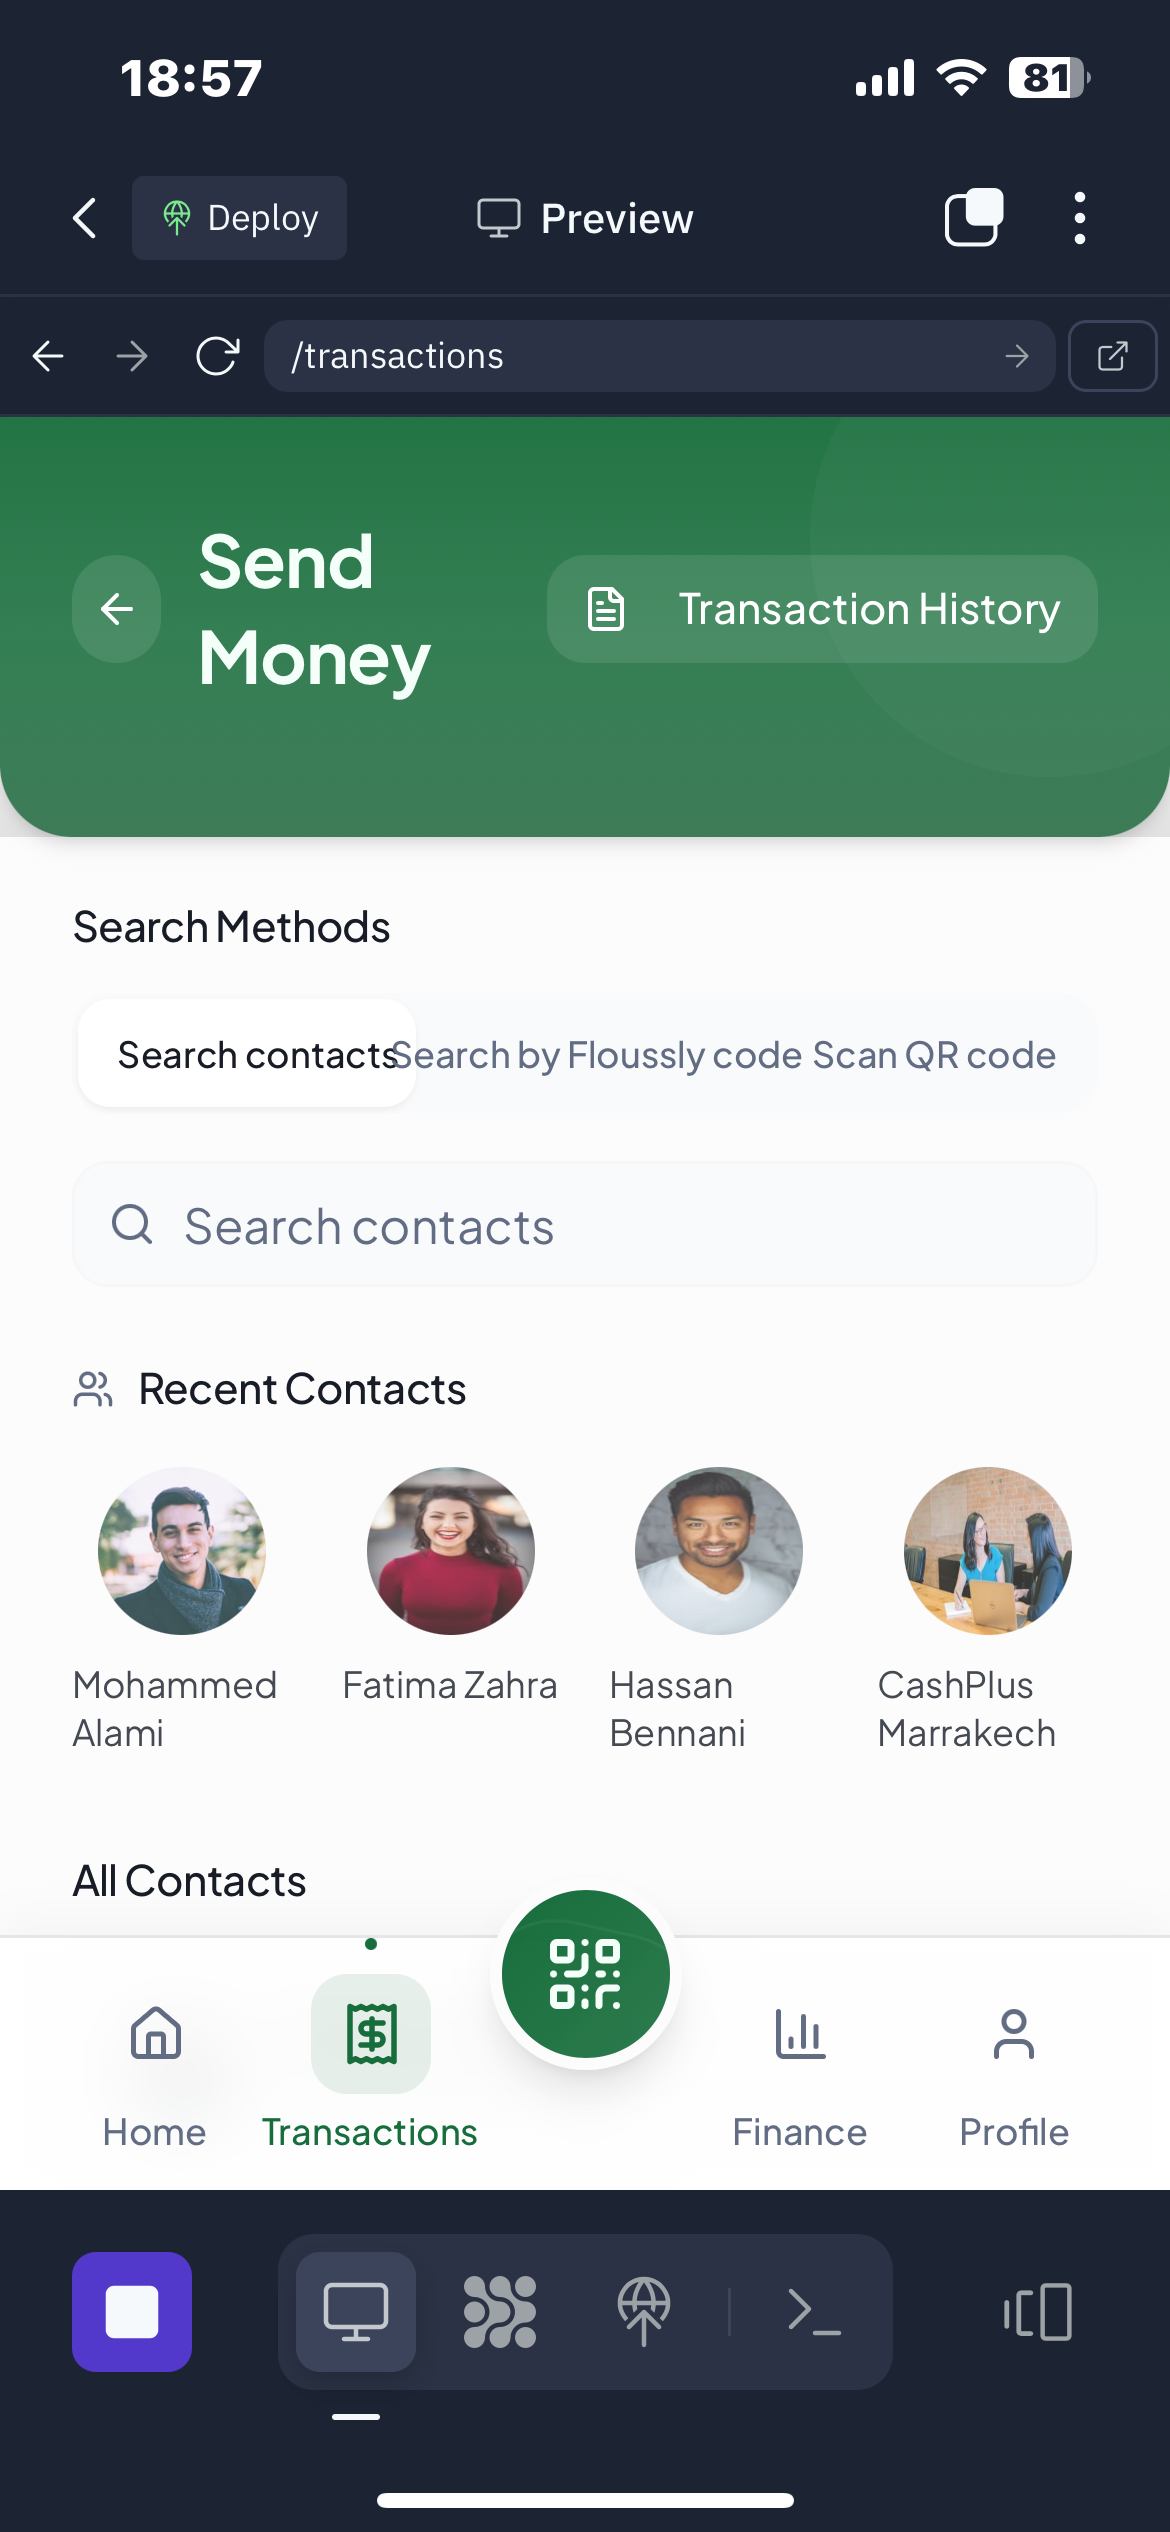 18:57
81
Deploy
Preview
/transactions
Send
Money
Transaction History
Search Methods
Search contacts
Search by Floussly code
Scan QR code
Search contacts
Recent Contacts
Mohammed
Alami
Fatima Zahra
Hassan
Bennani
CashPlus
Marrakech
All Contacts
Home
Transactions
Finance
Profile